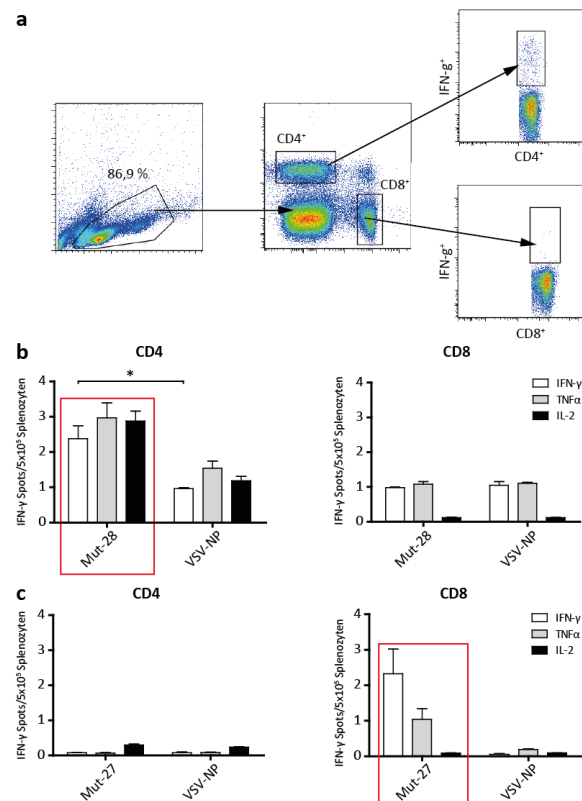 a
IFN-g⁺
CD4⁺
86,9 %
CD4⁺
CD8⁺
IFN-g⁺
CD8⁺
b
CD4
CD8
IFN-γ Spots/5x10⁵ Splenozyten
4
3
2
1
0
*
Mut-28
VSV-NP
IFN-γ Spots/5x10⁵ Splenozyten
4
3
2
1
0
IFN-γ
TNFα
IL-2
Mut-28
VSV-NP
c
CD4
CD8
IFN-γ Spots/5x10⁵ Splenozyten
4
3
2
1
0
Mut-27
VSV-NP
IFN-γ Spots/5x10⁵ Splenozyten
4
3
2
1
0
IFN-γ
TNFα
IL-2
Mut-27
VSV-NP